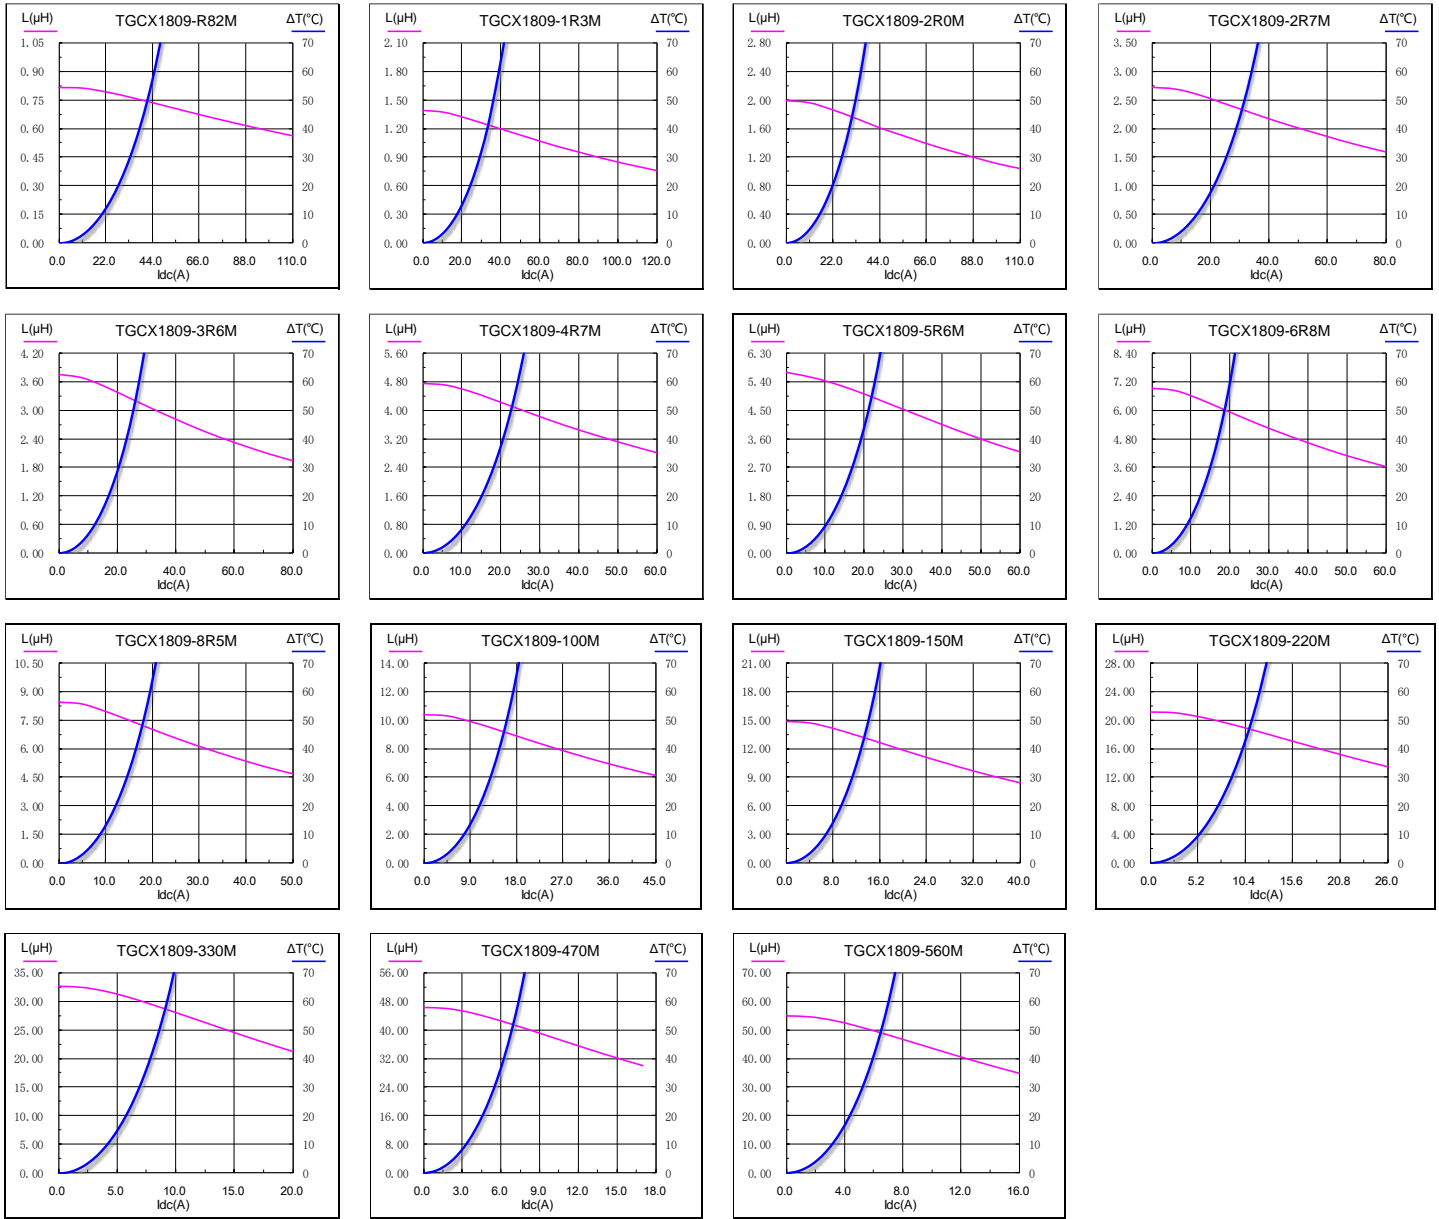 L(μH) TGCX1809-R82M ΔT(℃)
1.05 70
0.90 60
0.75 50
0.60 40
0.45 30
0.30 20
0.15 10
0.00 0
0.0 22.0 44.0 66.0 88.0 110.0
Idc(A)
L(μH) TGCX1809-1R3M ΔT(℃)
2.10 70
1.80 60
1.50 50
1.20 40
0.90 30
0.60 20
0.30 10
0.00 0
0.0 20.0 40.0 60.0 80.0 100.0 120.0
Idc(A)
L(μH) TGCX1809-2R0M ΔT(℃)
2.80 70
2.40 60
2.00 50
1.60 40
1.20 30
0.80 20
0.40 10
0.00 0
0.0 22.0 44.0 66.0 88.0 110.0
Idc(A)
L(μH) TGCX1809-2R7M ΔT(℃)
3.50 70
3.00 60
2.50 50
2.00 40
1.50 30
1.00 20
0.50 10
0.00 0
0.0 20.0 40.0 60.0 80.0
Idc(A)
L(μH) TGCX1809-3R6M ΔT(℃)
4.20 70
3.60 60
3.00 50
2.40 40
1.80 30
1.20 20
0.60 10
0.00 0
0.0 20.0 40.0 60.0 80.0
Idc(A)
L(μH) TGCX1809-4R7M ΔT(℃)
5.60 70
4.80 60
4.00 50
3.20 40
2.40 30
1.60 20
0.80 10
0.00 0
0.0 10.0 20.0 30.0 40.0 50.0 60.0
Idc(A)
L(μH) TGCX1809-5R6M ΔT(℃)
6.30 70
5.40 60
4.50 50
3.60 40
2.70 30
1.80 20
0.90 10
0.00 0
0.0 10.0 20.0 30.0 40.0 50.0 60.0
Idc(A)
L(μH) TGCX1809-6R8M ΔT(℃)
8.40 70
7.20 60
6.00 50
4.80 40
3.60 30
2.40 20
1.20 10
0.00 0
0.0 10.0 20.0 30.0 40.0 50.0 60.0
Idc(A)
L(μH) TGCX1809-8R5M ΔT(℃)
10.50 70
9.00 60
7.50 50
6.00 40
4.50 30
3.00 20
1.50 10
0.00 0
0.0 10.0 20.0 30.0 40.0 50.0
Idc(A)
L(μH) TGCX1809-100M ΔT(℃)
14.00 70
12.00 60
10.00 50
8.00 40
6.00 30
4.00 20
2.00 10
0.00 0
0.0 9.0 18.0 27.0 36.0 45.0
Idc(A)
L(μH) TGCX1809-150M ΔT(℃)
21.00 70
18.00 60
15.00 50
12.00 40
9.00 30
6.00 20
3.00 10
0.00 0
0.0 8.0 16.0 24.0 32.0 40.0
Idc(A)
L(μH) TGCX1809-220M ΔT(℃)
28.00 70
24.00 60
20.00 50
16.00 40
12.00 30
8.00 20
4.00 10
0.00 0
0.0 5.2 10.4 15.6 20.8 26.0
Idc(A)
L(μH) TGCX1809-330M ΔT(℃)
35.00 70
30.00 60
25.00 50
20.00 40
15.00 30
10.00 20
5.00 10
0.00 0
0.0 5.0 10.0 15.0 20.0
Idc(A)
L(μH) TGCX1809-470M ΔT(℃)
56.00 70
48.00 60
40.00 50
32.00 40
24.00 30
16.00 20
8.00 10
0.00 0
0.0 3.0 6.0 9.0 12.0 15.0 18.0
Idc(A)
L(μH) TGCX1809-560M ΔT(℃)
70.00 70
60.00 60
50.00 50
40.00 40
30.00 30
20.00 20
10.00 10
0.00 0
0.0 4.0 8.0 12.0 16.0
Idc(A)